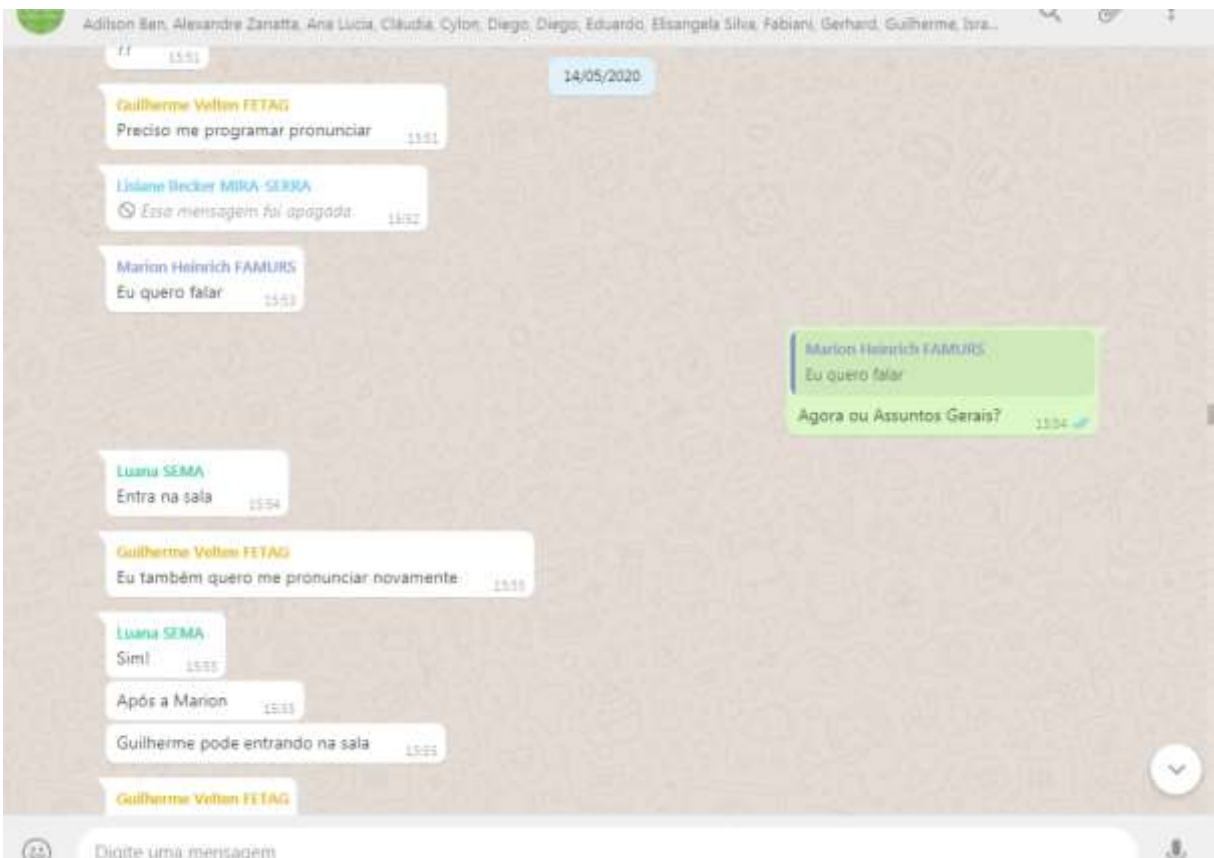 Adilson Ben, Alexandre Zanatta, Ana Lucia, Cláudia, Cylon, Diego, Diego, Eduardo, Elisangela Silva, Fabiani, Gerhard, Guilherme, Isra...
15:51
14/05/2020
Guilherme Velten FETAG
Preciso me programar pronunciar 15:51
Lisiane Becker MIRA-SERRA
Essa mensagem foi apagada 15:52
Marion Heinrich FAMURS
Eu quero falar 15:53
Marion Heinrich FAMURS
Eu quero falar
Agora ou Assuntos Gerais? 15:54
Luana SEMA
Entra na sala 15:54
Guilherme Velten FETAG
Eu também quero me pronunciar novamente 15:55
Luana SEMA
Sim! 15:55
Após a Marion 15:55
Guilherme pode entrando na sala 15:55
Guilherme Velten FETAG
Digite uma mensagem